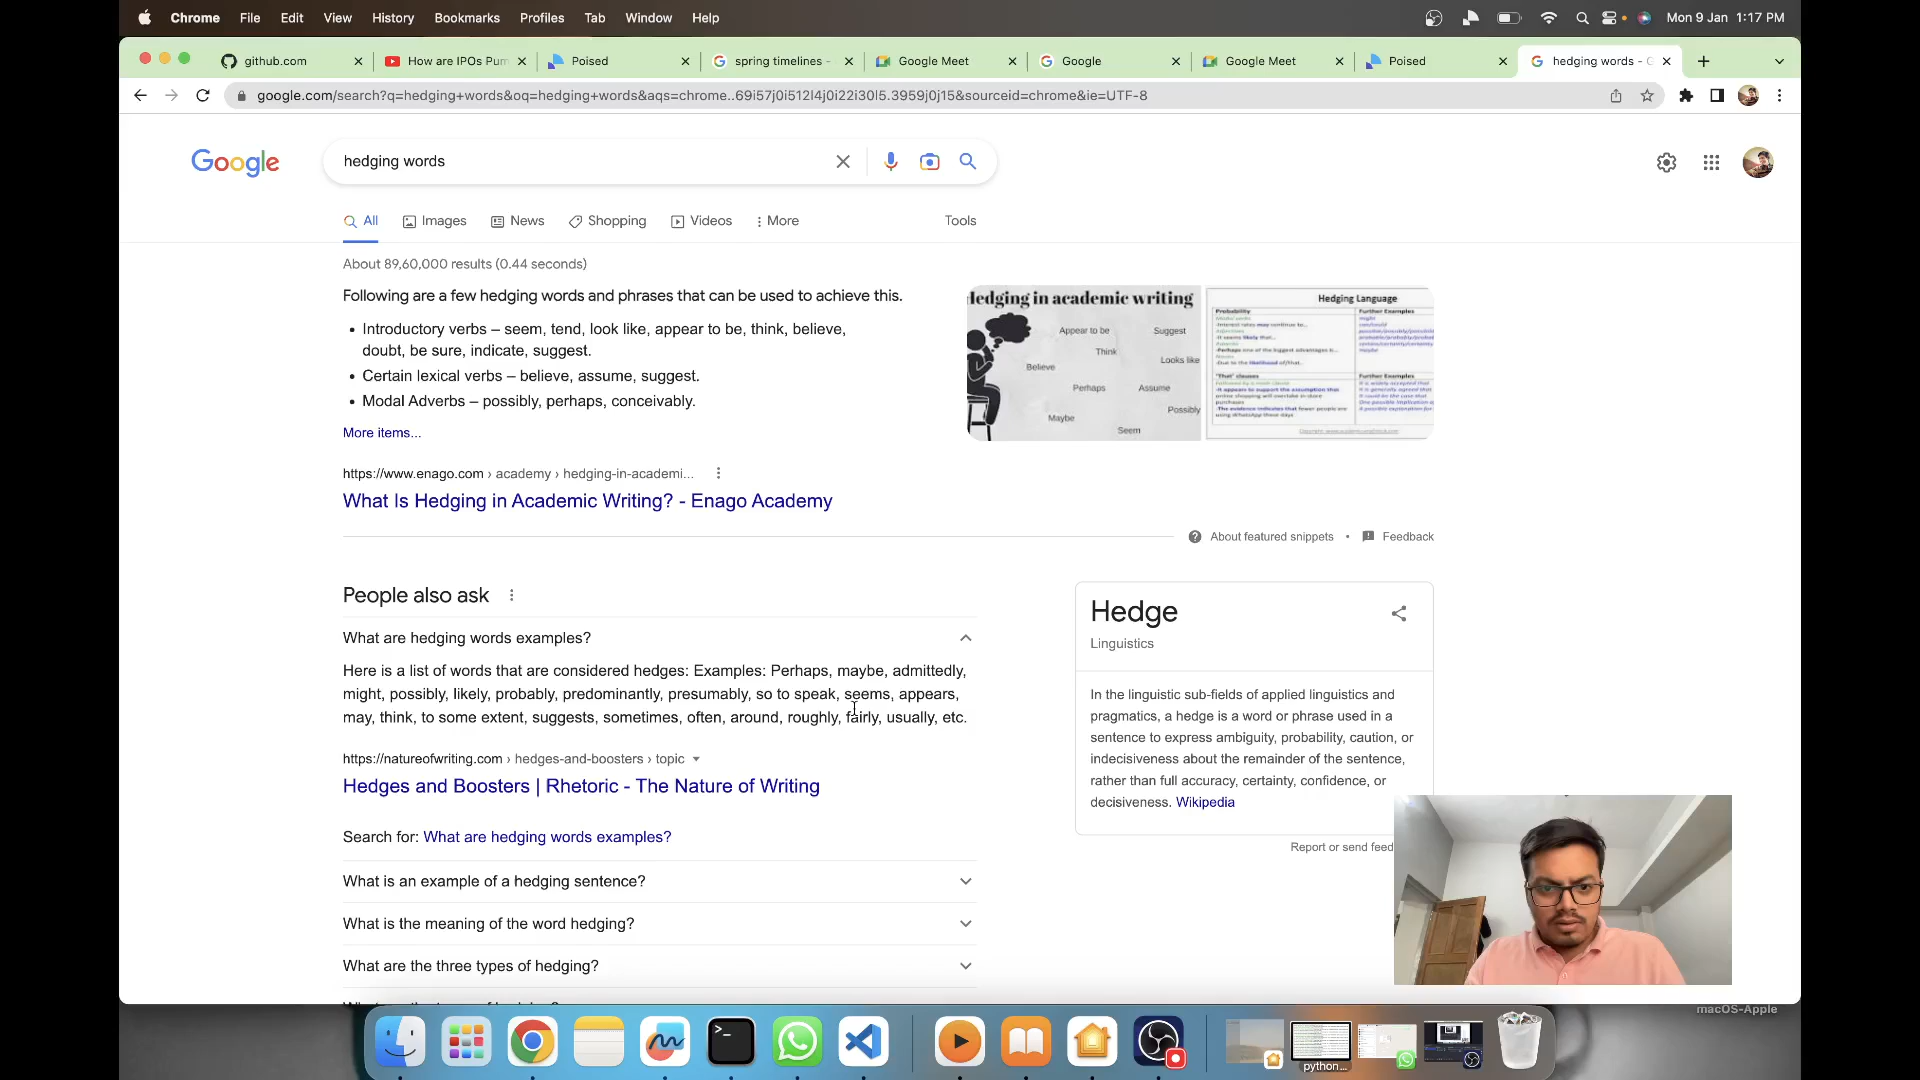 Chrome File Edit View History Bookmarks Profiles Tab Window Help
Mon 9 Jan 1:17 PM
github.com
How are IPOs Pum
Poised
spring timelines -
Google Meet
Google
Google Meet
Poised
hedging words - G
google.com/search?q=hedging+words&oq=hedging+words&aqs=chrome..69i57j0i512l4j0i22i30l5.3959j0j15&sourceid=chrome&ie=UTF-8
Google
hedging words
All Images News Shopping Videos More Tools
About 89,60,000 results (0.44 seconds)
Following are a few hedging words and phrases that can be used to achieve this.
• Introductory verbs – seem, tend, look like, appear to be, think, believe,
doubt, be sure, indicate, suggest.
• Certain lexical verbs – believe, assume, suggest.
• Modal Adverbs – possibly, perhaps, conceivably.
More items...
Hedging in academic writing
Appear to be
Suggest
Think
Looks like
Believe
Perhaps
Assume
Possibly
Maybe
Seem
Hedging Language
Probability
Further Examples
'That' clauses
Further Examples
https://www.enago.com › academy › hedging-in-academi...
What Is Hedging in Academic Writing? - Enago Academy
About featured snippets • Feedback
People also ask
What are hedging words examples?
Here is a list of words that are considered hedges: Examples: Perhaps, maybe, admittedly,
might, possibly, likely, probably, predominantly, presumably, so to speak, seems, appears,
may, think, to some extent, suggests, sometimes, often, around, roughly, fairly, usually, etc.
https://natureofwriting.com › hedges-and-boosters › topic
Hedges and Boosters | Rhetoric - The Nature of Writing
Search for: What are hedging words examples?
What is an example of a hedging sentence?
What is the meaning of the word hedging?
What are the three types of hedging?
Hedge
Linguistics
In the linguistic sub-fields of applied linguistics and
pragmatics, a hedge is a word or phrase used in a
sentence to express ambiguity, probability, caution, or
indecisiveness about the remainder of the sentence,
rather than full accuracy, certainty, confidence, or
decisiveness. Wikipedia
Report or send feed
macOS-Apple
python...